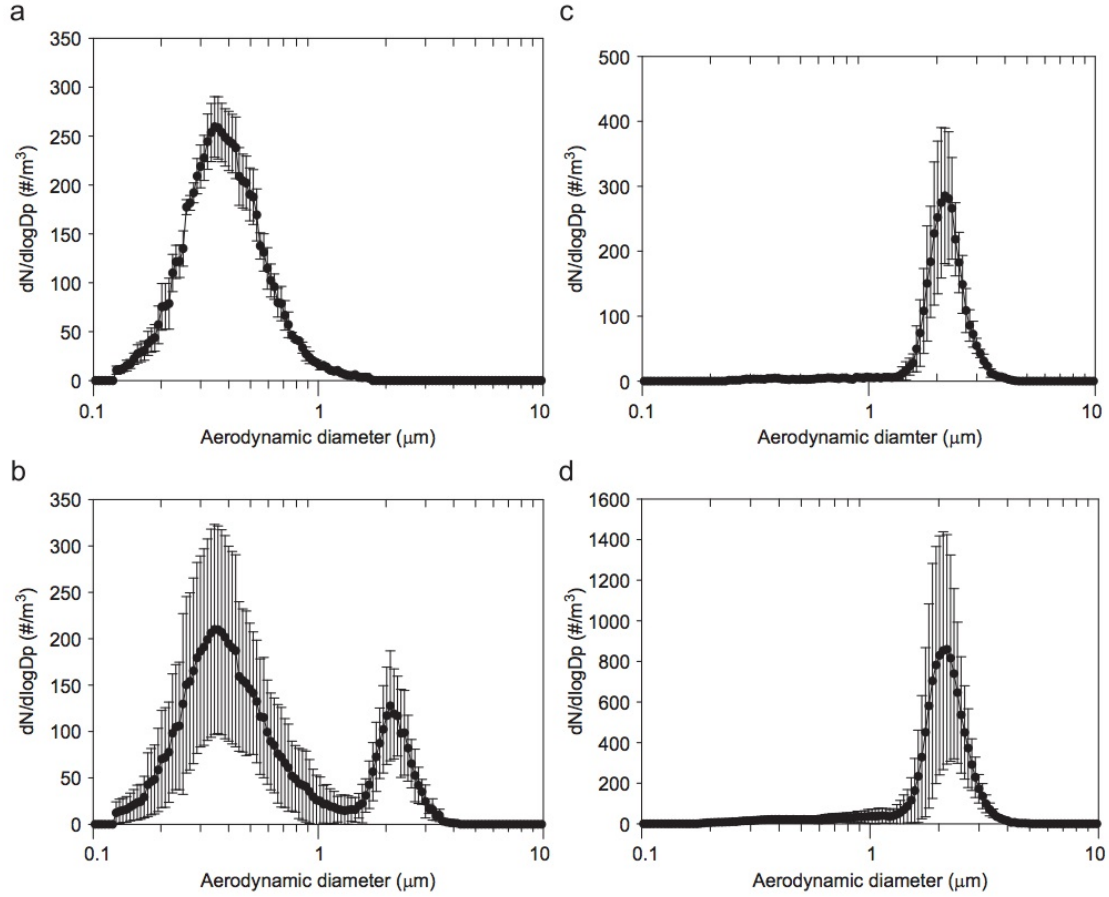 a
350
300
250
200
150
100
50
0
dN/dlogDp (#/m³)
0.1 1 10
Aerodynamic diameter (μm)
c
500
400
300
200
100
0
dN/dlogDp (#/m³)
0.1 1 10
Aerodynamic diamter (μm)
b
350
300
250
200
150
100
50
0
dN/dlogDp (#/m³)
0.1 1 10
Aerodynamic diameter (μm)
d
1600
1400
1200
1000
800
600
400
200
0
dN/dlogDp (#/m³)
0.1 1 10
Aerodynamic diameter (μm)